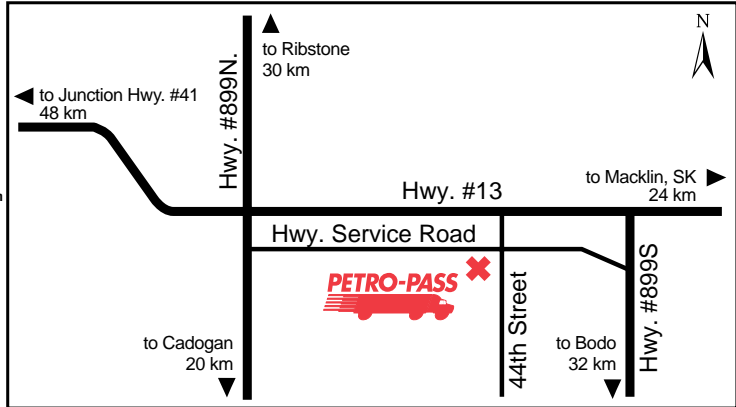 N
to Ribstone
30 km
Hwy. #899N.
to Junction Hwy. #41
48 km
to Macklin, SK
24 km
Hwy. #13
Hwy. Service Road
PETRO-PASS
44th Street
Hwy. #899S
to Cadogan
20 km
to Bodo
32 km